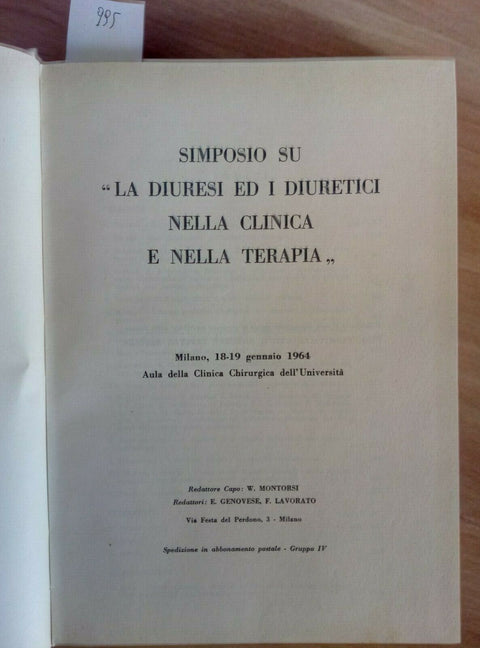 995
SIMPOSIO SU
“LA DIURESI ED I DIURETICI
NELLA CLINICA
E NELLA TERAPIA„
Milano, 18-19 gennaio 1964
Aula della Clinica Chirurgica dell'Università
Redattore Capo: W. MONTORSI
Redattori: E. GENOVESE, F. LAVORATO
Via Festa del Perdono, 3 - Milano
Spedizione in abbonamento postale - Gruppo IV